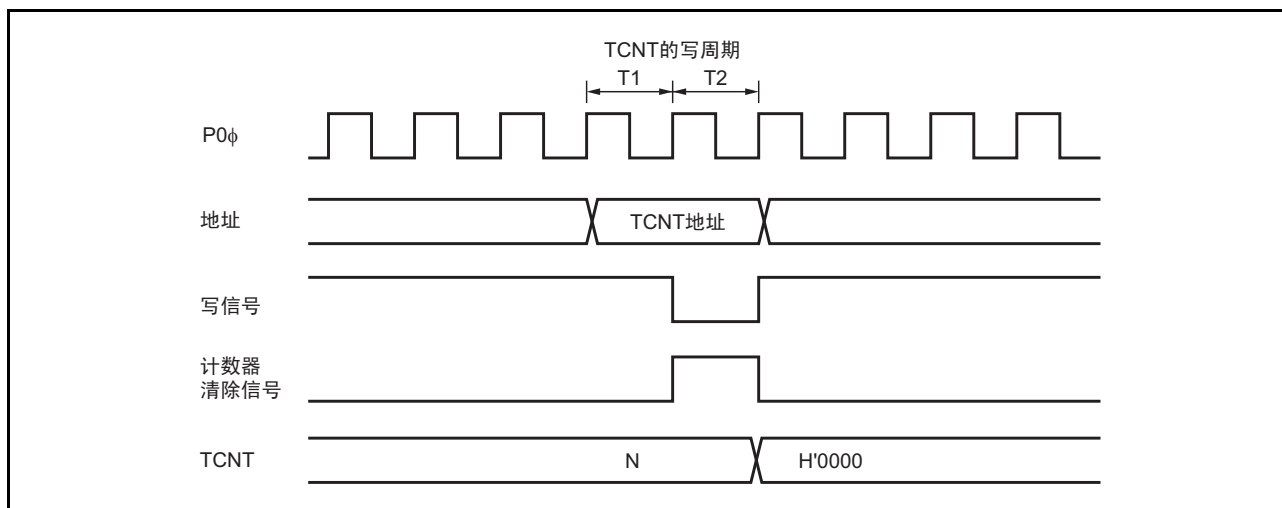 TCNT的写周期
T1 T2
P0ϕ
地址 TCNT地址
写信号
计数器
清除信号
TCNT N H'0000